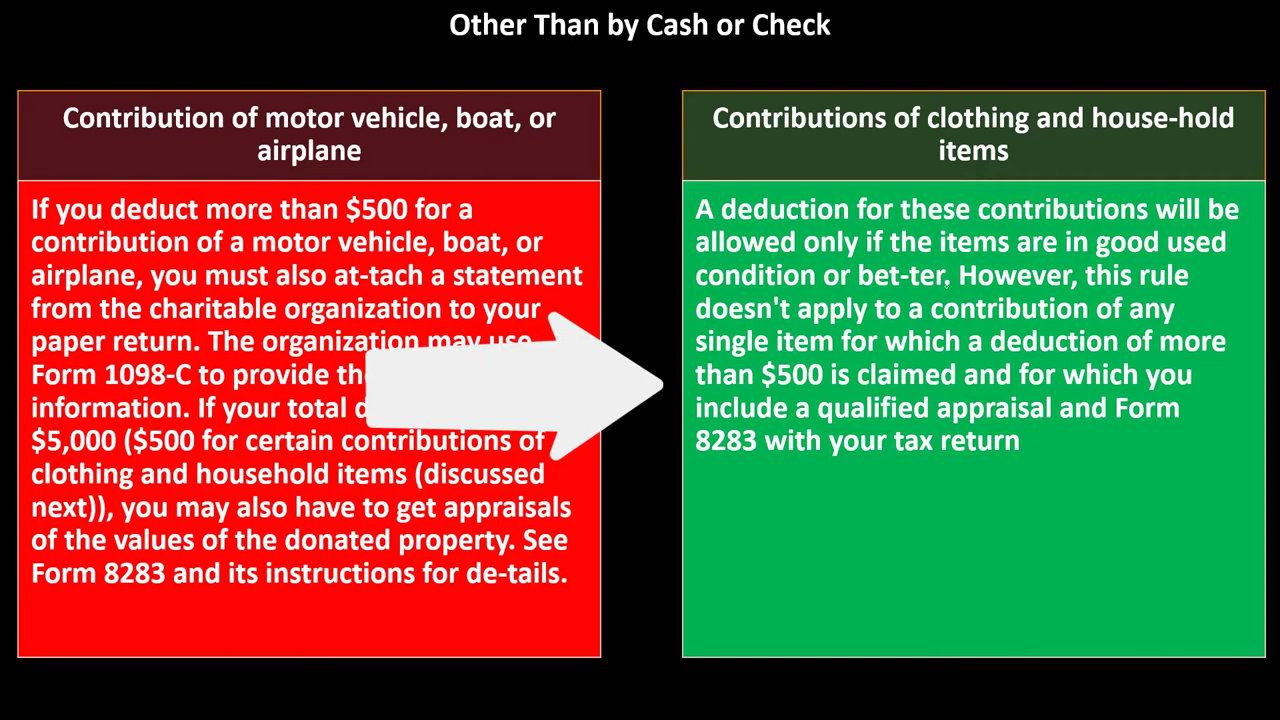 Other Than by Cash or Check
Contribution of motor vehicle, boat, or
airplane
If you deduct more than $500 for a
contribution of a motor vehicle, boat, or
airplane, you must also at-tach a statement
from the charitable organization to your
paper return. The organization may use
Form 1098-C to provide
information. If your total
$5,000 ($500 for certain contributions of
clothing and household items (discussed
next)), you may also have to get appraisals
of the values of the donated property. See
Form 8283 and its instructions for de-tails.
Contributions of clothing and house-hold
items
A deduction for these contributions will be
allowed only if the items are in good used
condition or bet-ter. However, this rule
doesn't apply to a contribution of any
single item for which a deduction of more
than $500 is claimed and for which you
include a qualified appraisal and Form
8283 with your tax return